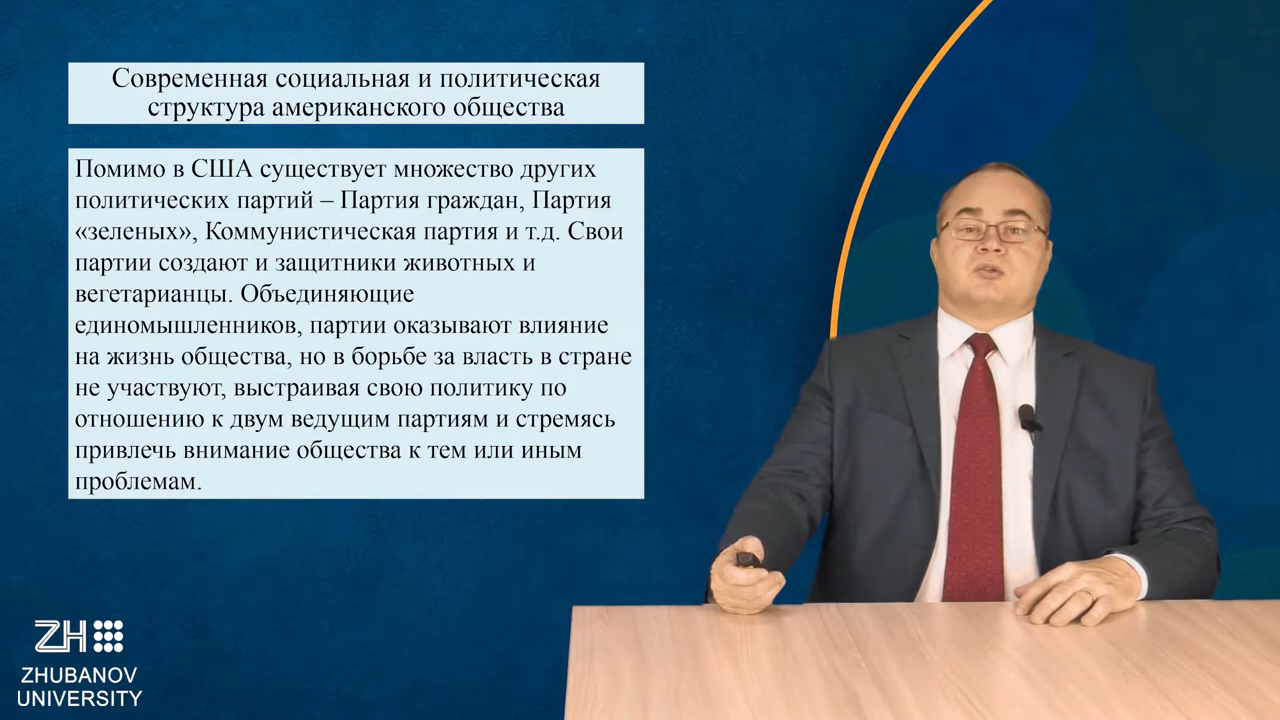 Современная социальная и политическая
структура американского общества
Помимо в США существует множество других
политических партий – Партия граждан, Партия
«зеленых», Коммунистическая партия и т.д. Свои
партии создают и защитники животных и
вегетарианцы. Объединяющие
единомышленников, партии оказывают влияние
на жизнь общества, но в борьбе за власть в стране
не участвуют, выстраивая свою политику по
отношению к двум ведущим партиям и стремясь
привлечь внимание общества к тем или иным
проблемам.
ZH
ZHUBANOV
UNIVERSITY